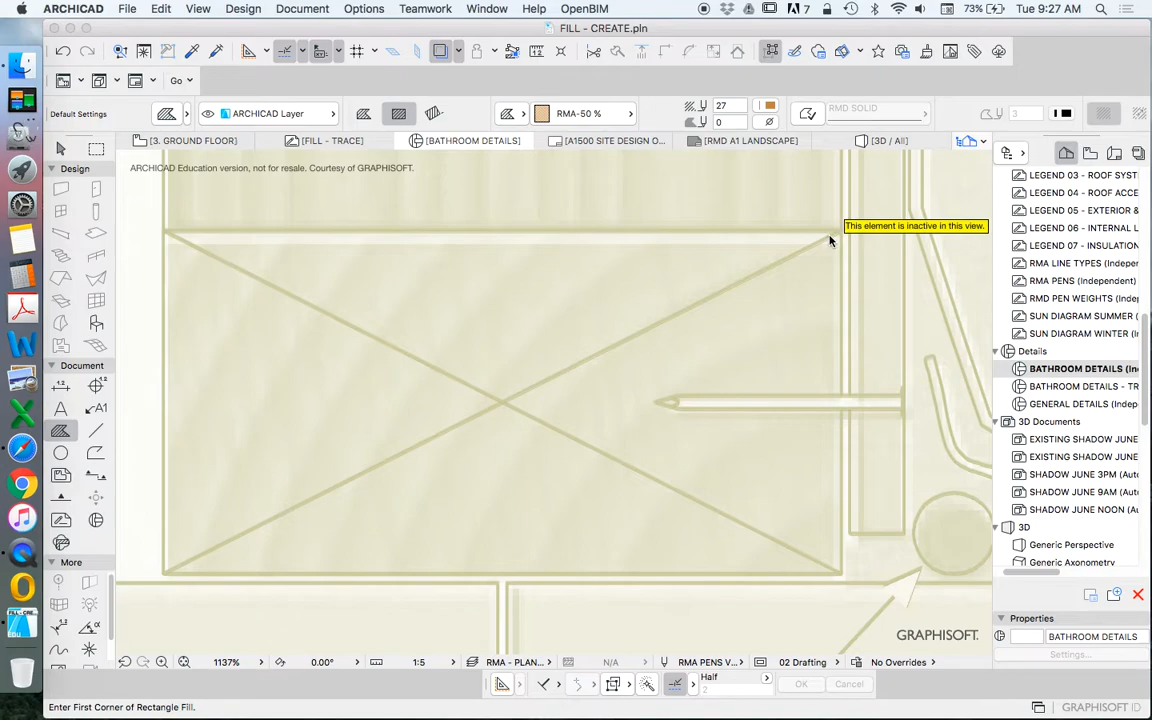 ARCHICAD File Edit View Design Document Options Teamwork Window Help OpenBIM 7 73% Tue 9:27 AM
FILL - CREATE.pln
Go
Default Settings
ARCHICAD Layer
RMA-50 %
27
0
RMD SOLID
3
[3. GROUND FLOOR]
[FILL - TRACE]
[BATHROOM DETAILS]
[A1500 SITE DESIGN O...
[RMD A1 LANDSCAPE]
[3D / All]
ARCHICAD Education version, not for resale. Courtesy of GRAPHISOFT.
Design
Document
A
A1
More
This element is inactive in this view.
LEGEND 03 - ROOF SYST
LEGEND 04 - ROOF ACCE
LEGEND 05 - EXTERIOR &
LEGEND 06 - INTERNAL L
LEGEND 07 - INSULATION
RMA LINE TYPES (Indeper
RMA PENS (Independent)
RMD PEN WEIGHTS (Indep
SUN DIAGRAM SUMMER (
SUN DIAGRAM WINTER (I
Details
BATHROOM DETAILS (In
BATHROOM DETAILS - TR
GENERAL DETAILS (Indep
3D Documents
EXISTING SHADOW JUNE
EXISTING SHADOW JUNE
SHADOW JUNE 3PM (Auto
SHADOW JUNE 9AM (Auto
SHADOW JUNE NOON (Au
3D
Generic Perspective
Generic Axonometry
Properties
BATHROOM DETAILS
Settings...
GRAPHISOFT.
1137%
0.00°
1:5
RMA - PLAN...
N/A
RMA PENS V...
02 Drafting
No Overrides
Half
2
OK
Cancel
Enter First Corner of Rectangle Fill.
GRAPHISOFT ID